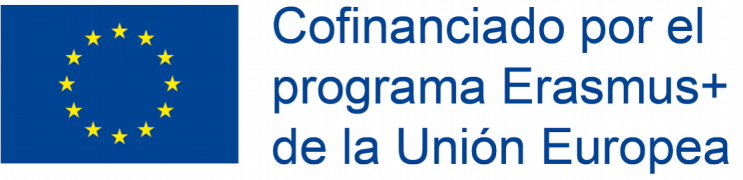 Cofinanciado por el
programa Erasmus+
de la Unión Europea